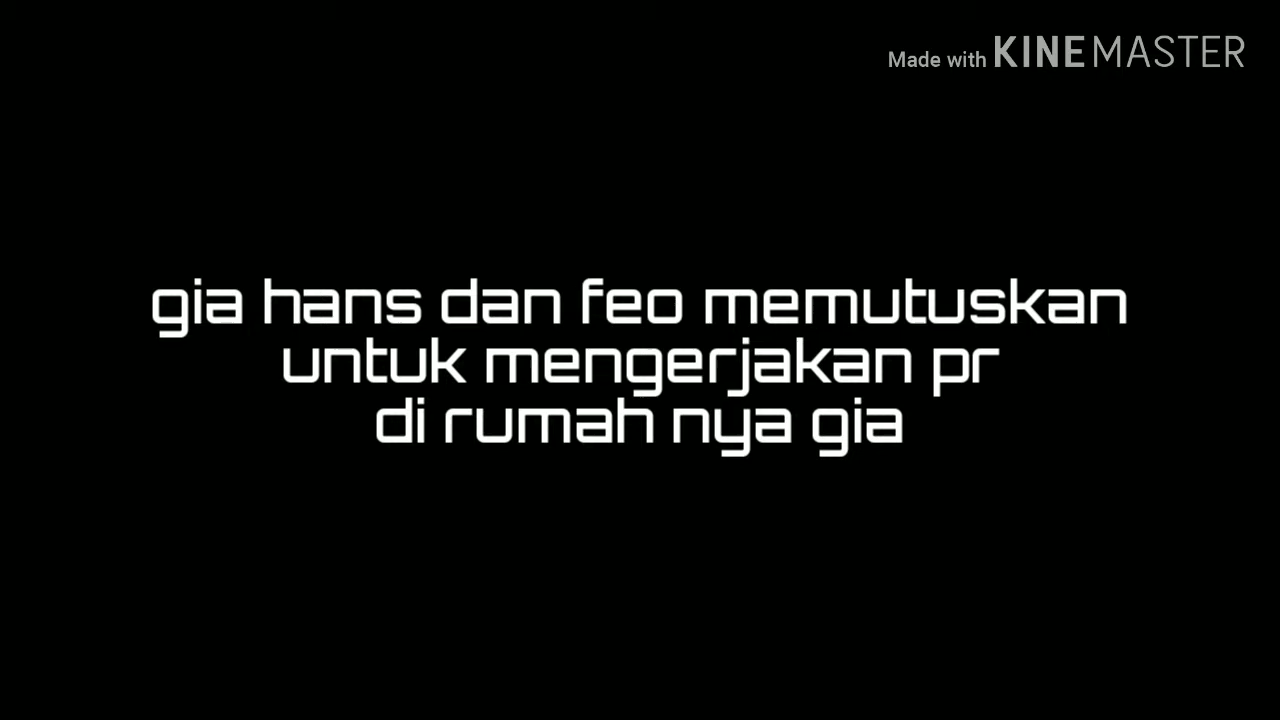 Made with KINEMASTER
gia hans dan feo memutuskan
untuk mengerjakan pr
di rumah nya gia